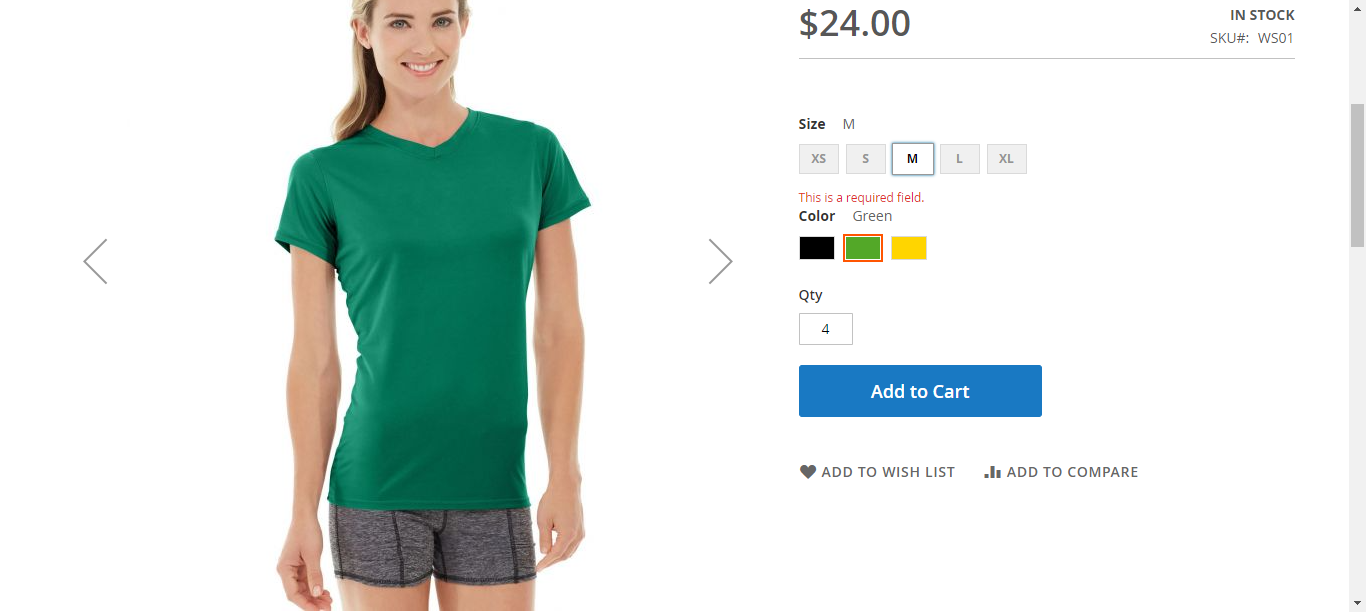 $24.00
IN STOCK
SKU#: WS01
Size M
XS S M L XL
This is a required field.
Color Green
Qty
4
Add to Cart
ADD TO WISH LIST ADD TO COMPARE